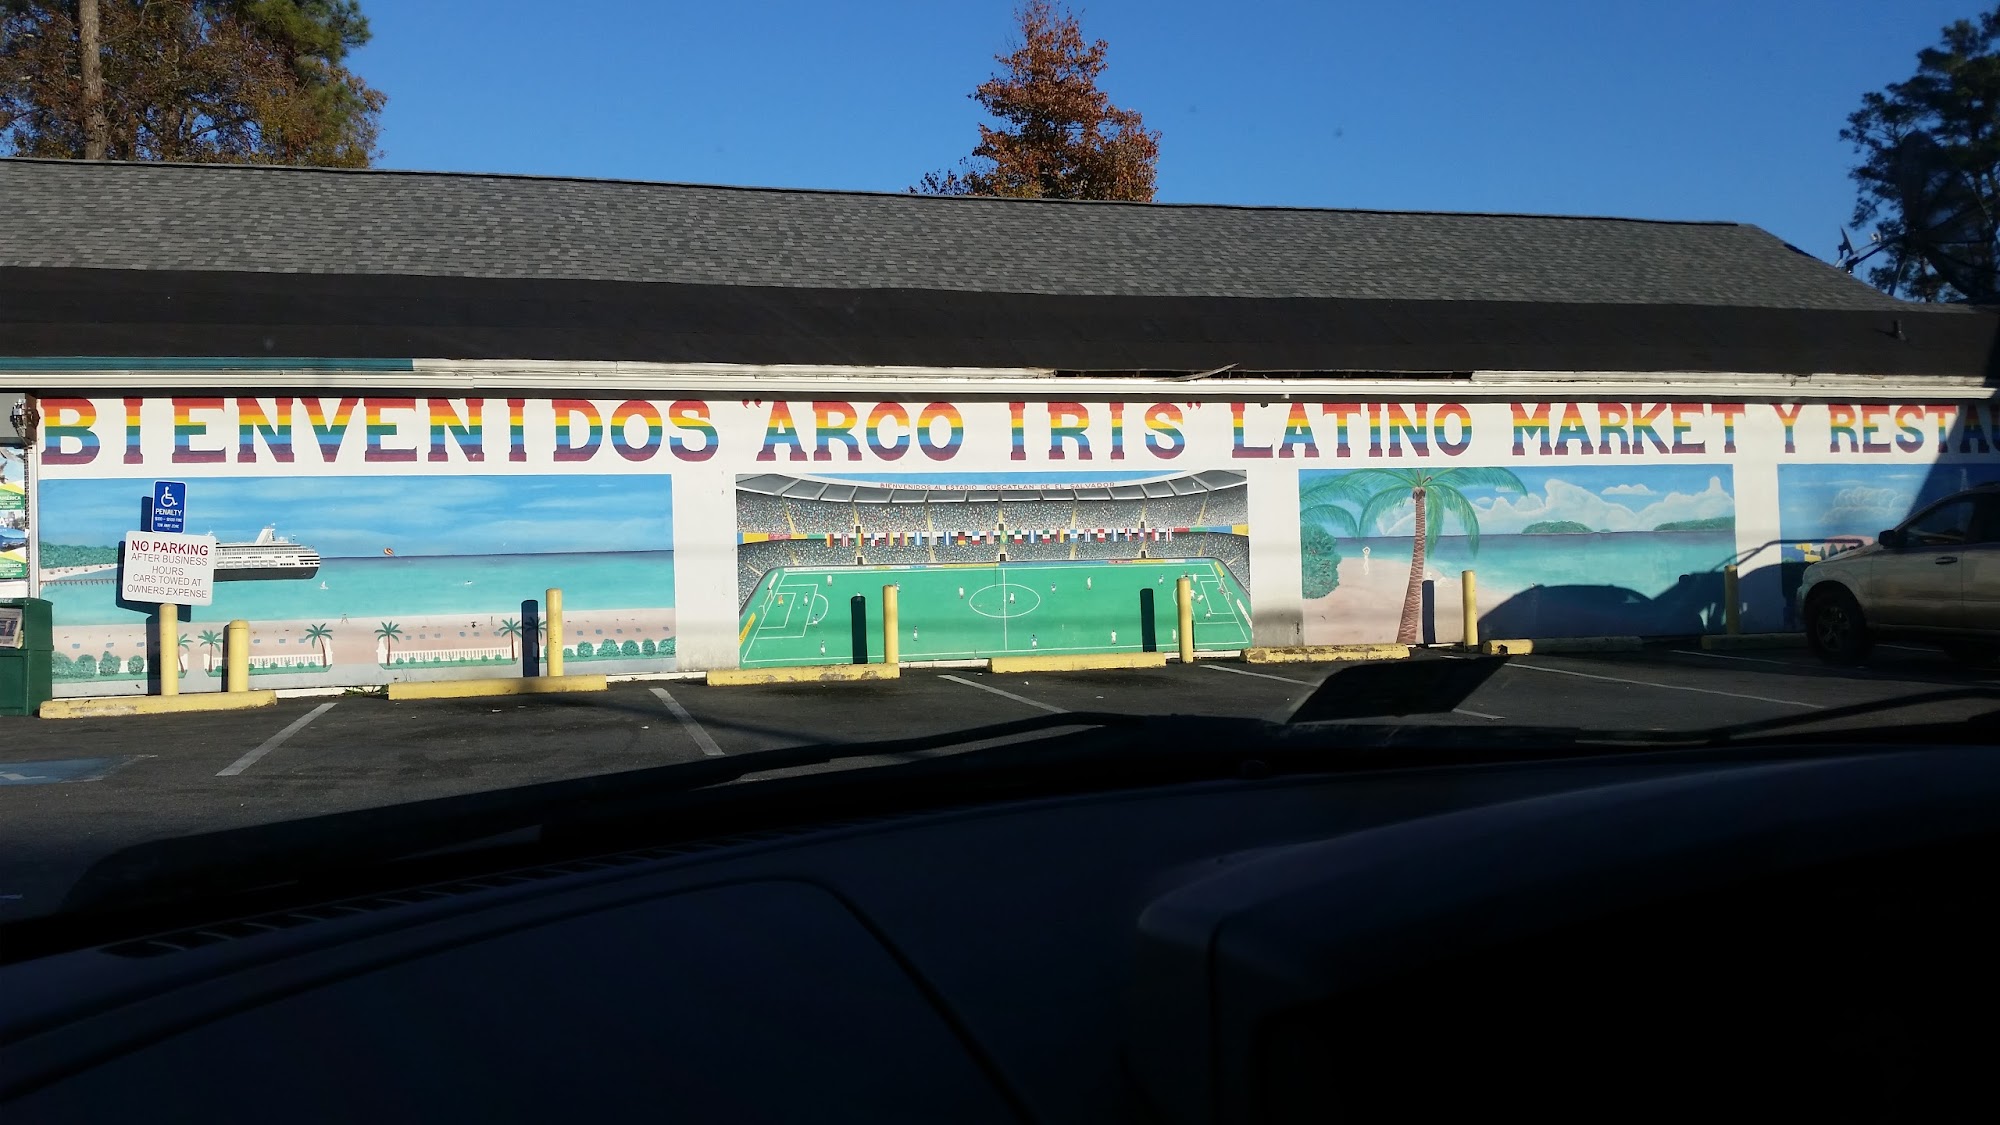 BIENVENIDOS "ARCO IRIS" LATINO MARKET Y RESTA
BIENVENIDOS AL ESTADIO CUSCATLAN DE EL SALVADOR
PENALTY
NO PARKING
AFTER BUSINESS
HOURS
CARS TOWED AT
OWNERS EXPENSE